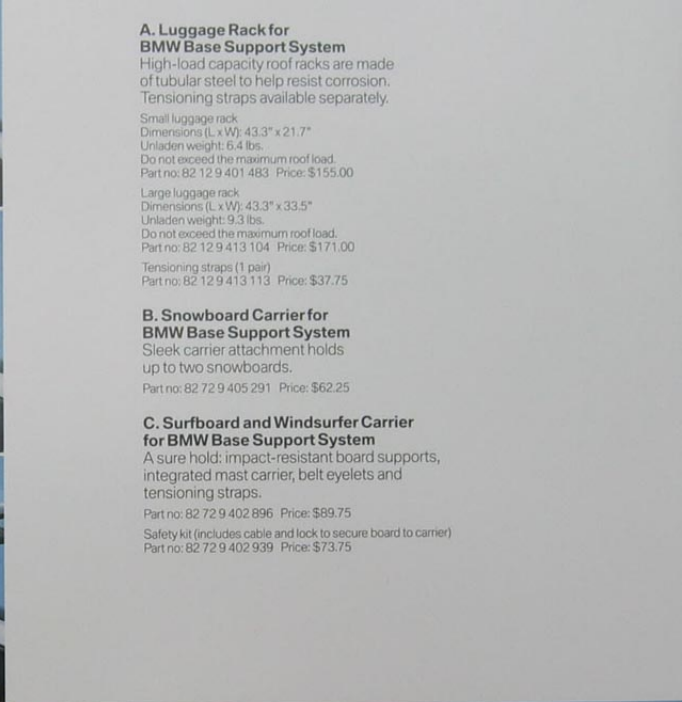 A. Luggage Rack for
BMW Base Support System
High-load capacity roof racks are made
of tubular steel to help resist corrosion.
Tensioning straps available separately.
Small luggage rack
Dimensions (L x W): 43.3" x 21.7"
Unladen weight: 6.4 lbs.
Do not exceed the maximum roof load.
Part no: 82 12 9 401 483 Price: $155.00
Large luggage rack
Dimensions (L x W): 43.3" x 33.5"
Unladen weight: 9.3 lbs.
Do not exceed the maximum roof load.
Part no: 82 12 9 413 104 Price: $171.00
Tensioning straps (1 pair)
Part no: 82 12 9 413 113 Price: $37.75
B. Snowboard Carrier for
BMW Base Support System
Sleek carrier attachment holds
up to two snowboards.
Part no: 82 72 9 405 291 Price: $62.25
C. Surfboard and Windsurfer Carrier
for BMW Base Support System
A sure hold: impact-resistant board supports,
integrated mast carrier, belt eyelets and
tensioning straps.
Part no: 82 72 9 402 896 Price: $89.75
Safety kit (includes cable and lock to secure board to carrier)
Part no: 82 72 9 402 939 Price: $73.75